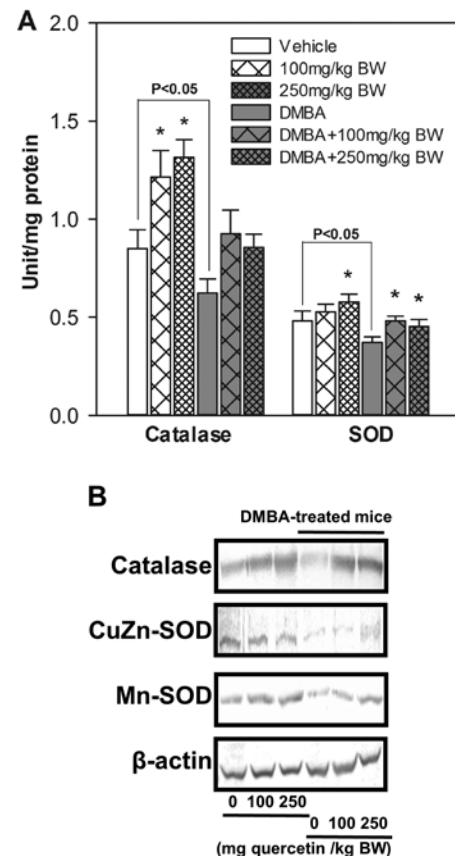 A
Vehicle
100mg/kg BW
250mg/kg BW
DMBA
DMBA+100mg/kg BW
DMBA+250mg/kg BW
P<0.05
* *
P<0.05
*
* *
Unit/mg protein
2.0
1.5
1.0
0.5
0.0
Catalase SOD
B
DMBA-treated mice
Catalase
CuZn-SOD
Mn-SOD
β-actin
0 100 250
0 100 250
(mg quercetin /kg BW)